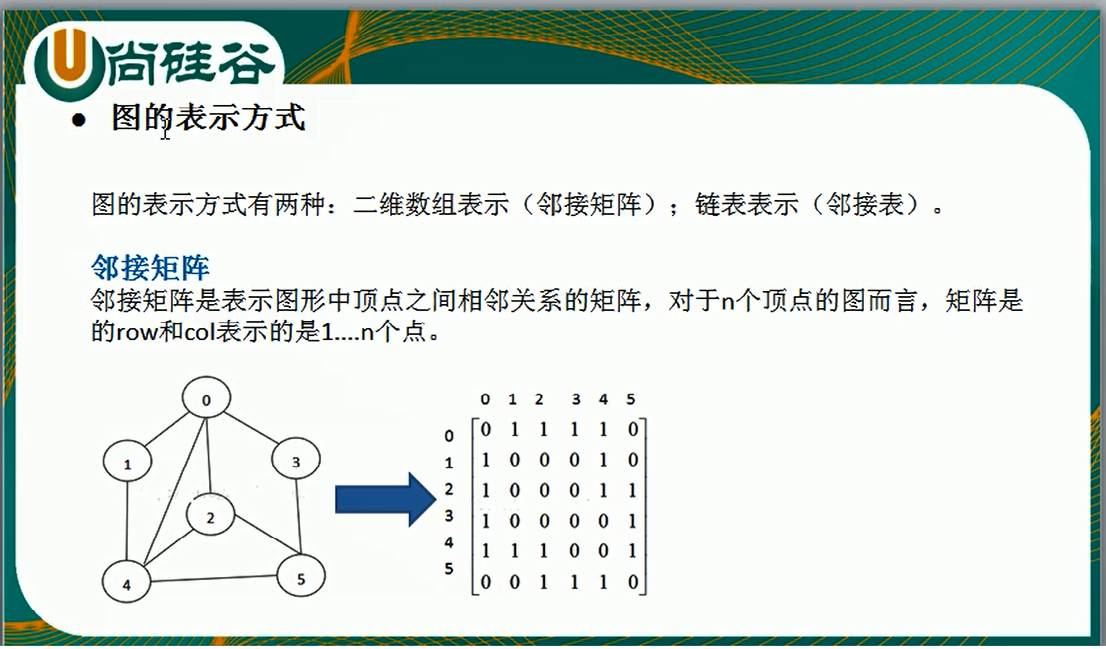 尚硅谷
● 图的表示方式
图的表示方式有两种：二维数组表示（邻接矩阵）；链表表示（邻接表）。
邻接矩阵
邻接矩阵是表示图形中顶点之间相邻关系的矩阵，对于n个顶点的图而言，矩阵是
的row和col表示的是1....n个点。
0
1
3
2
4
5
0 1 2 3 4 5
0 0 1 1 1 1 0
1 1 0 0 0 1 0
2 1 0 0 0 1 1
3 1 0 0 0 0 1
4 1 1 1 0 0 1
5 0 0 1 1 1 0